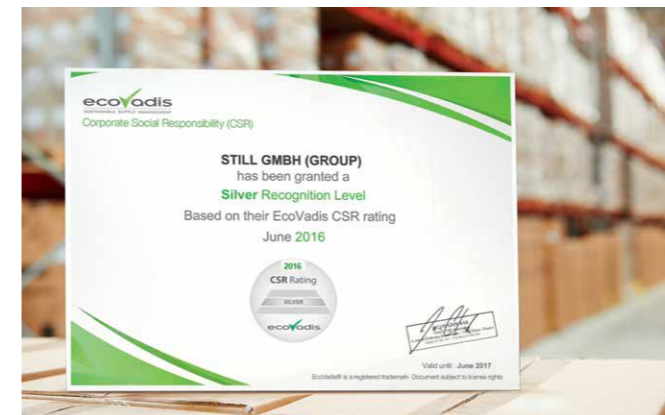 ecovadis
SUSTAINABLE SUPPLY MANAGEMENT
Corporate Social Responsibility (CSR)
STILL GMBH (GROUP)
has been granted a
Silver Recognition Level
Based on their EcoVadis CSR rating
June 2016
2016
CSR Rating
SILVER
ecovadis
Valid until : June 2017
EcoVadis® is a registered trademark- Document subject to license rights